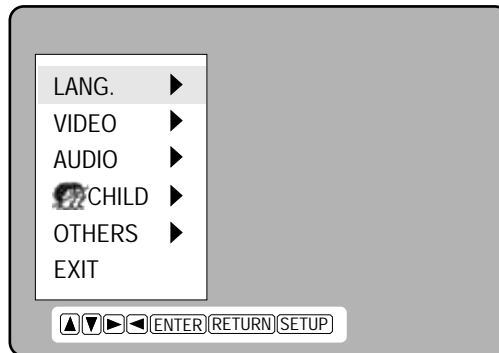 LANG.
VIDEO
AUDIO
CHILD
OTHERS
EXIT
ENTER RETURN SETUP